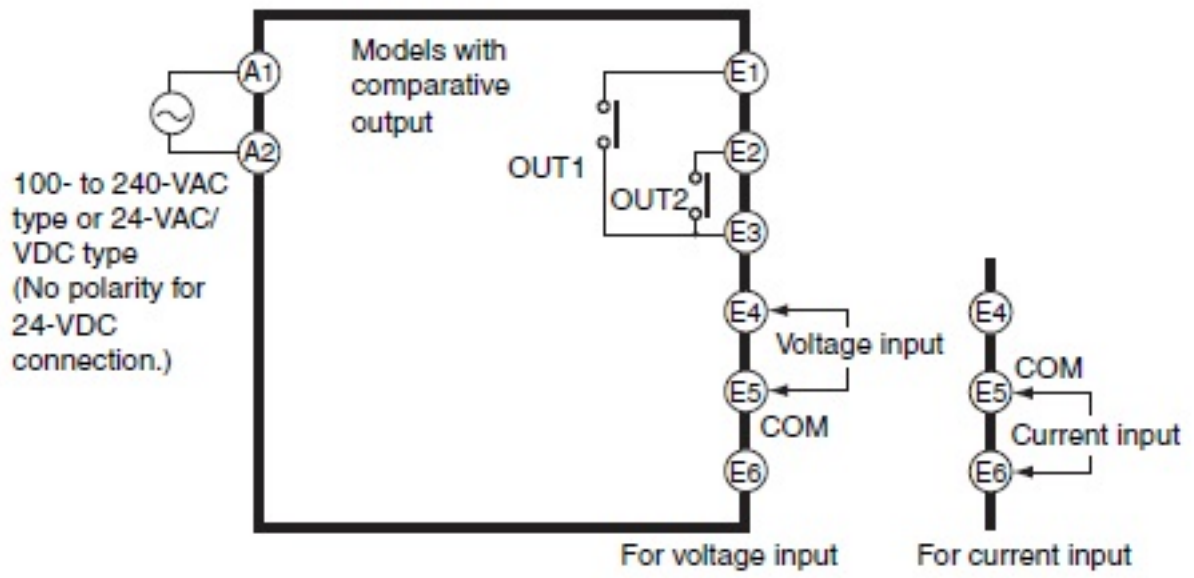 Models with
comparative
output
A1
A2
100- to 240-VAC
type or 24-VAC/
VDC type
(No polarity for
24-VDC
connection.)
OUT1
OUT2
E1
E2
E3
E4
Voltage input
E5
COM
E6
For voltage input
E4
COM
E5
Current input
E6
For current input